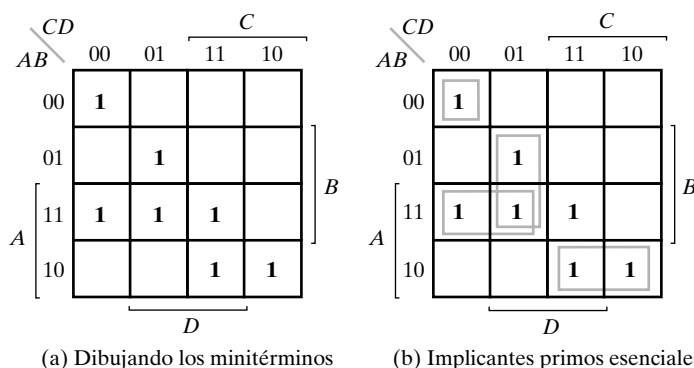 CD C CD C
AB 00 01 11 10 AB 00 01 11 10
00 1 00 1
01 1 B 01 1 B
A 11 1 1 1 A 11 1 1 1
10 1 1 10 1 1
D D
(a) Dibujando los minitérminos (b) Implicantes primos esenciale